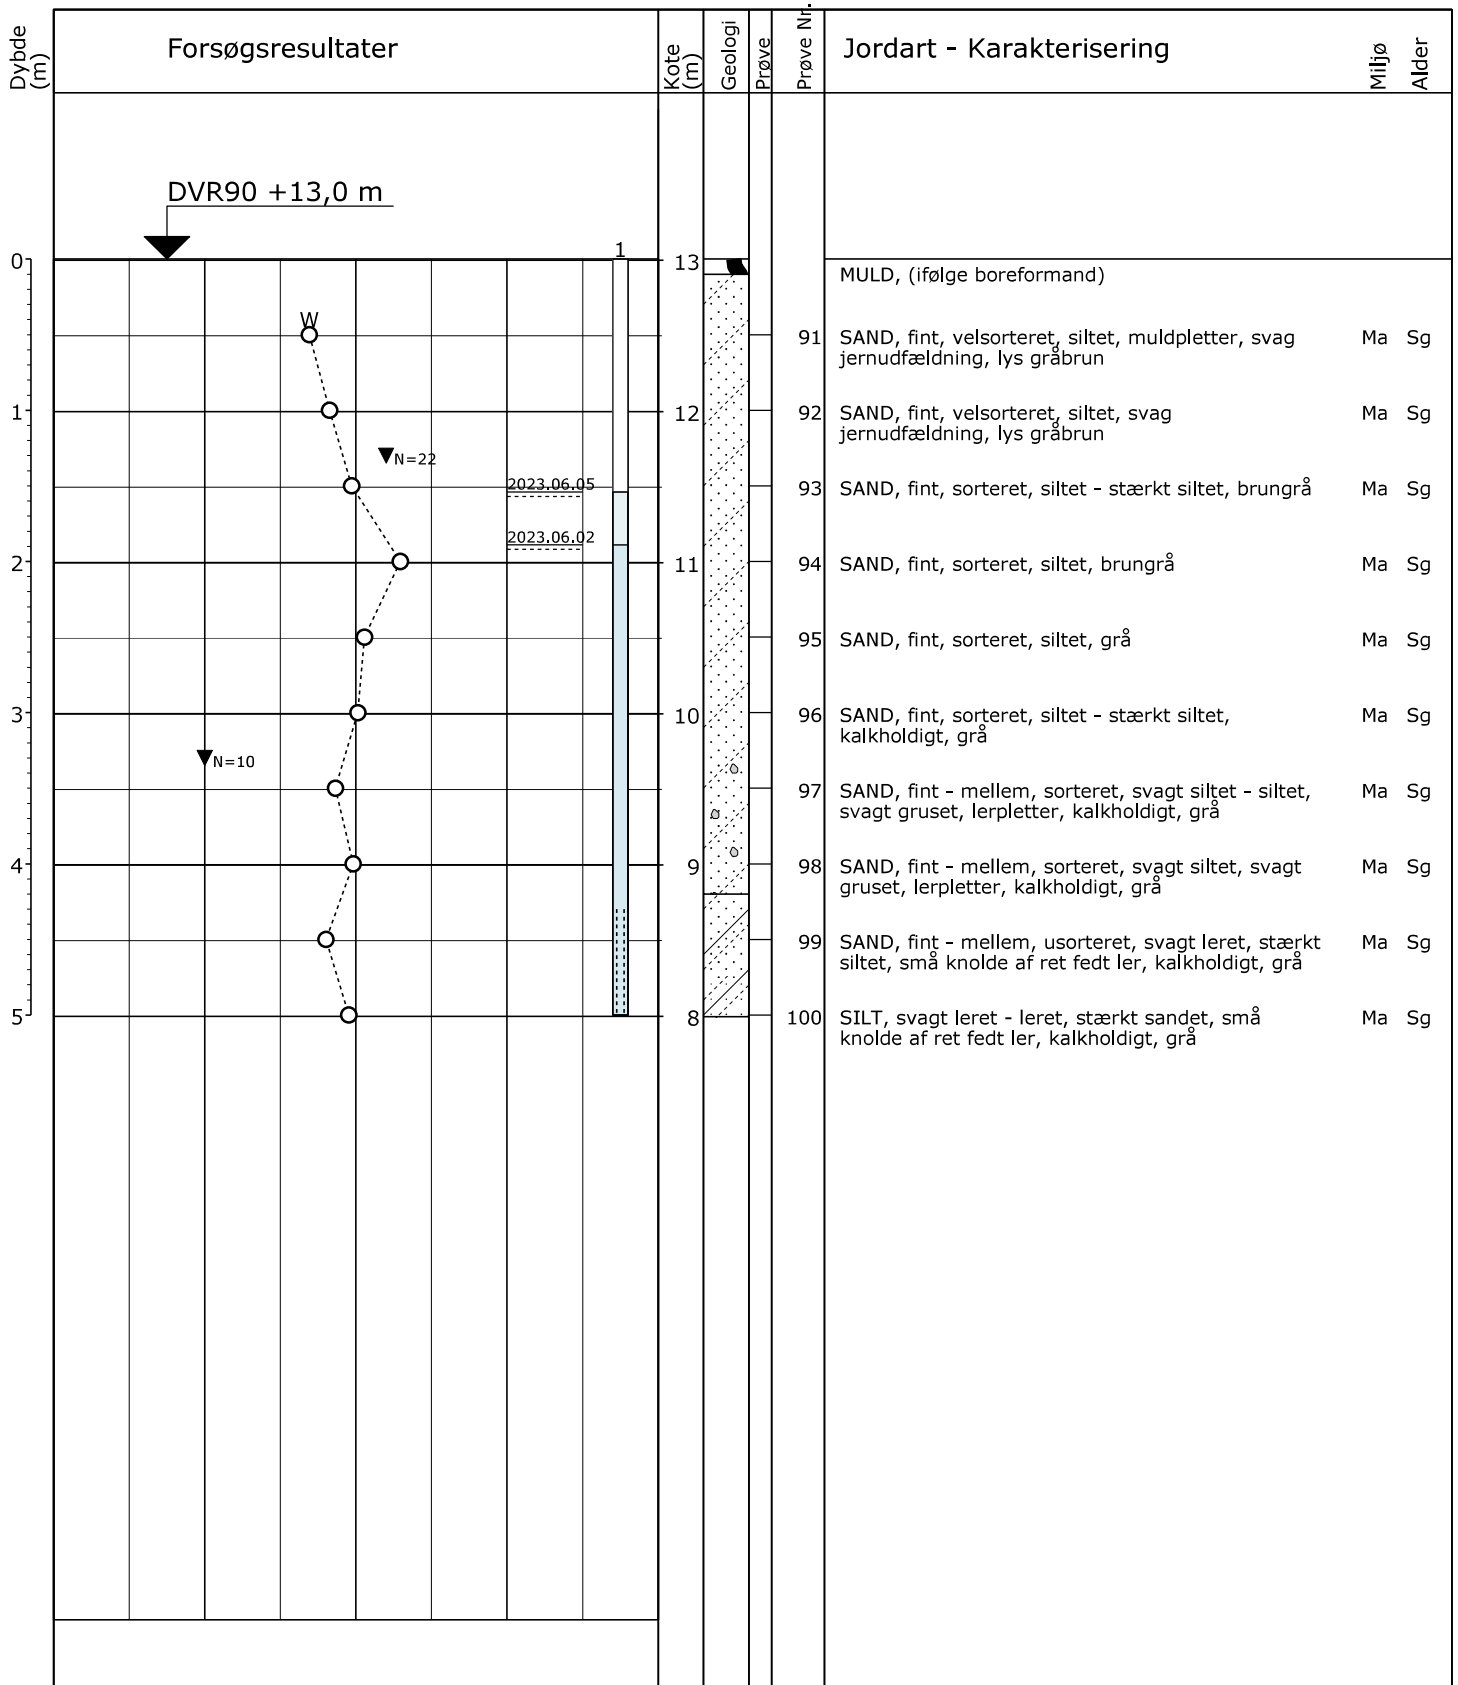 Dybde
(m)
Forsøgsresultater
Kote
(m)
Geologi
Prøve
Prøve Nr.
Jordart - Karakterisering
Miljø
Alder
DVR90 +13,0 m
1
0
13
MULD, (ifølge boreformand)
W
91 SAND, fint, velsorteret, siltet, muldpletter, svag Ma Sg
jernudfældning, lys gråbrun
1
12
92 SAND, fint, velsorteret, siltet, svag Ma Sg
jernudfældning, lys gråbrun
N=22
2023.06.05
93 SAND, fint, sorteret, siltet - stærkt siltet, brungrå Ma Sg
2023.06.02
2
11
94 SAND, fint, sorteret, siltet, brungrå Ma Sg
95 SAND, fint, sorteret, siltet, grå Ma Sg
3
10
96 SAND, fint, sorteret, siltet - stærkt siltet, Ma Sg
kalkholdigt, grå
N=10
97 SAND, fint - mellem, sorteret, svagt siltet - siltet, Ma Sg
svagt gruset, lerpletter, kalkholdigt, grå
4
9
98 SAND, fint - mellem, sorteret, svagt siltet, svagt Ma Sg
gruset, lerpletter, kalkholdigt, grå
99 SAND, fint - mellem, usorteret, svagt leret, stærkt Ma Sg
siltet, små knolde af ret fedt ler, kalkholdigt, grå
5
8
100 SILT, svagt leret - leret, stærkt sandet, små Ma Sg
knolde af ret fedt ler, kalkholdigt, grå